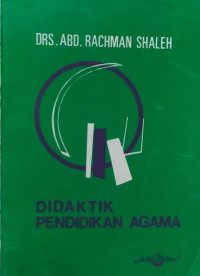 DRS. ABD. RACHMAN SHALEH
DIDAKTIK
PENDIDIKAN AGAMA